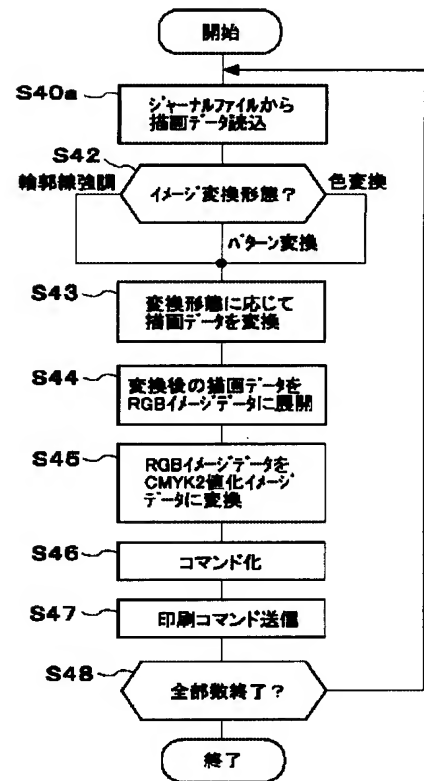 開始
S40a
ジャーナルファイルから
描画データ読込
S42
輪郭線強調
イメージ変換形態?
色変換
パターン変換
S43
変換形態に応じて
描画データを変換
S44
変換後の描画データを
RGBイメージデータに展開
S45
RGBイメージデータを
CMYK2値化イメージ
データに変換
S46
コマンド化
S47
印刷コマンド送信
S48
全部数終了?
終了